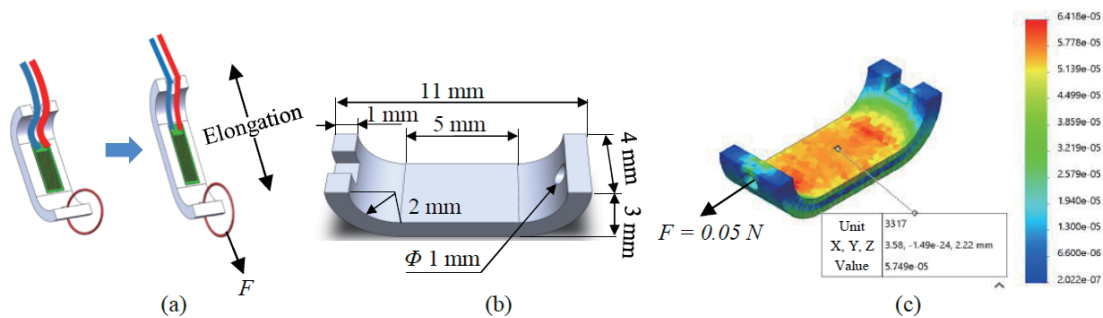 Elongation
F
(a)
11 mm
1 mm
5 mm
4 mm
2 mm
3 mm
Φ 1 mm
(b)
F = 0.05 N
Unit 3317
X, Y, Z 3.58, -1.49e-24, 2.22 mm
Value 5.749e-05
(c)
6.418e-05
5.778e-05
5.139e-05
4.499e-05
3.859e-05
3.219e-05
2.579e-05
1.940e-05
1.300e-05
6.600e-06
2.022e-07